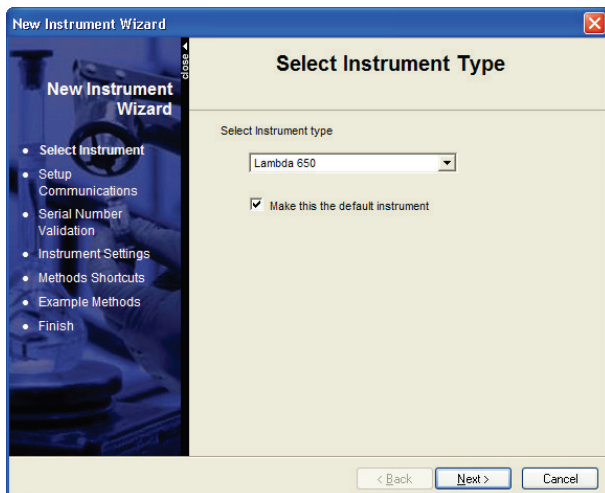 New Instrument Wizard
close
New Instrument
Wizard
Select Instrument
Setup
Communications
Serial Number
Validation
Instrument Settings
Methods Shortcuts
Example Methods
Finish
Select Instrument Type
Select Instrument type
Lambda 650
Make this the default instrument
< Back
Next >
Cancel